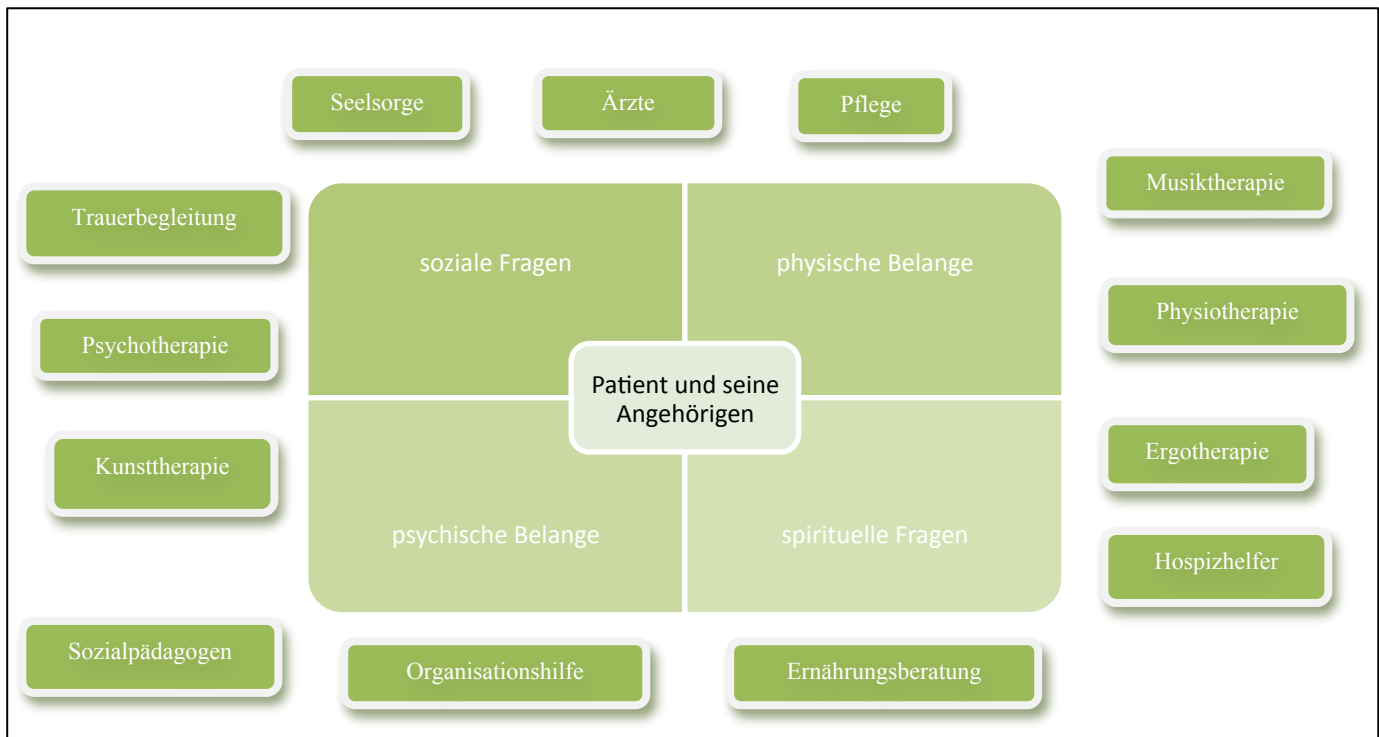 Seelsorge
Ärzte
Pflege
Musiktherapie
Trauerbegleitung
soziale Fragen
physische Belange
Physiotherapie
Psychotherapie
Patient und seine
Angehörigen
Kunsttherapie
Ergotherapie
psychische Belange
spirituelle Fragen
Hospizhelfer
Sozialpädagogen
Organisationshilfe
Ernährungsberatung